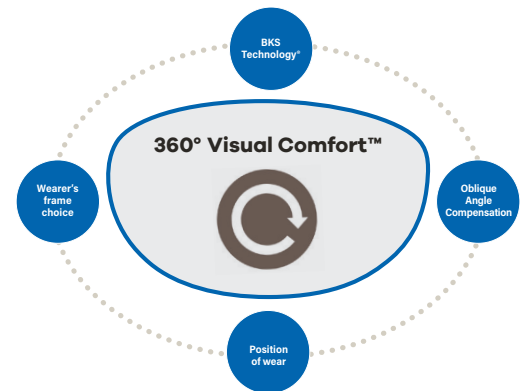 BKS
Technology®
360° Visual Comfort™
Wearer's
frame
choice
Oblique
Angle
Compensation
Position
of wear